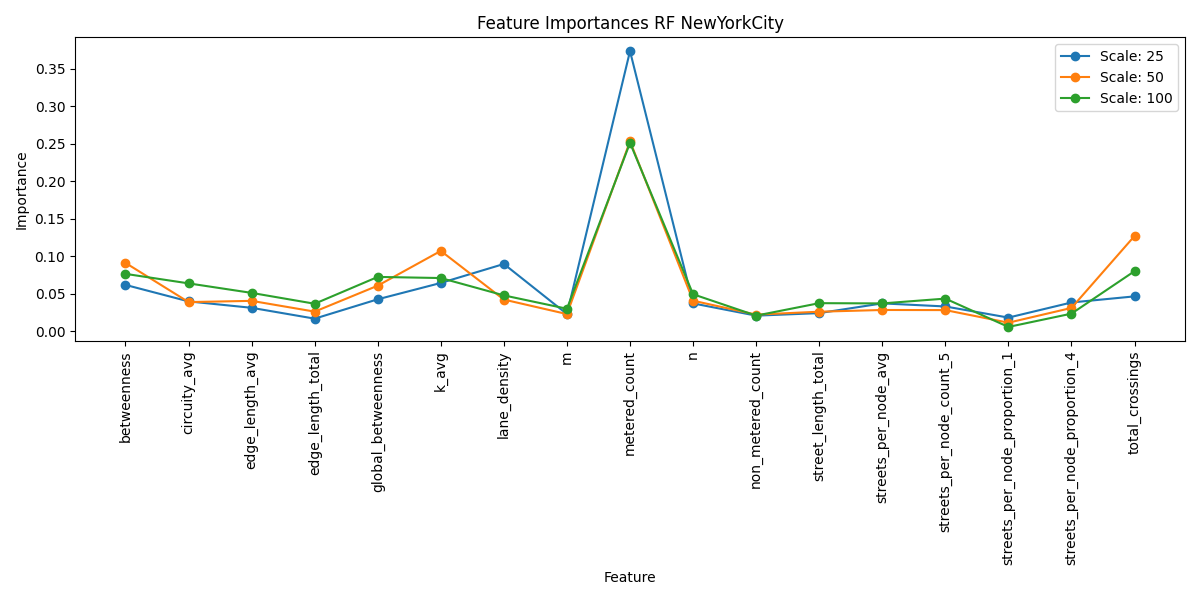 Feature Importances RF NewYorkCity
Importance
0.35
0.30
0.25
0.20
0.15
0.10
0.05
0.00
Scale: 25
Scale: 50
Scale: 100
betweenness
circuity_avg
edge_length_avg
edge_length_total
global_betweenness
k_avg
lane_density
m
metered_count
n
non_metered_count
street_length_total
streets_per_node_avg
streets_per_node_count_5
streets_per_node_proportion_1
streets_per_node_proportion_4
total_crossings
Feature